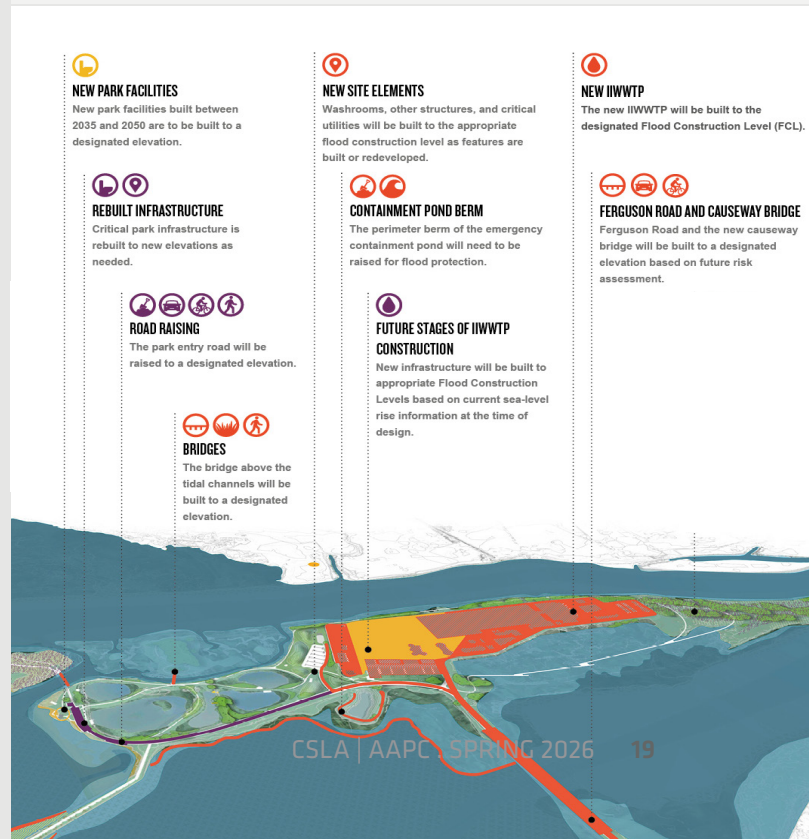 NEW PARK FACILITIES
New park facilities built between
2035 and 2050 are to be built to a
designated elevation.
NEW SITE ELEMENTS
Washrooms, other structures, and critical
utilities will be built to the appropriate
flood construction level as features are
built or redeveloped.
NEW IIWWTP
The new IIWWTP will be built to the
designated Flood Construction Level (FCL).
REBUILT INFRASTRUCTURE
Critical park infrastructure is
rebuilt to new elevations as
needed.
CONTAINMENT POND BERM
The perimeter berm of the emergency
containment pond will need to be
raised for flood protection.
FERGUSON ROAD AND CAUSEWAY BRIDGE
Ferguson Road and the new causeway
bridge will be built to a designated
elevation based on future risk
assessment.
ROAD RAISING
The park entry road will be
raised to a designated elevation.
FUTURE STAGES OF IIWWTP
CONSTRUCTION
New infrastructure will be built to
appropriate Flood Construction
Levels based on current sea-level
rise information at the time of
design.
BRIDGES
The bridge above the
tidal channels will be
built to a designated
elevation.
CSLA | AAPC . SPRING 2026 19